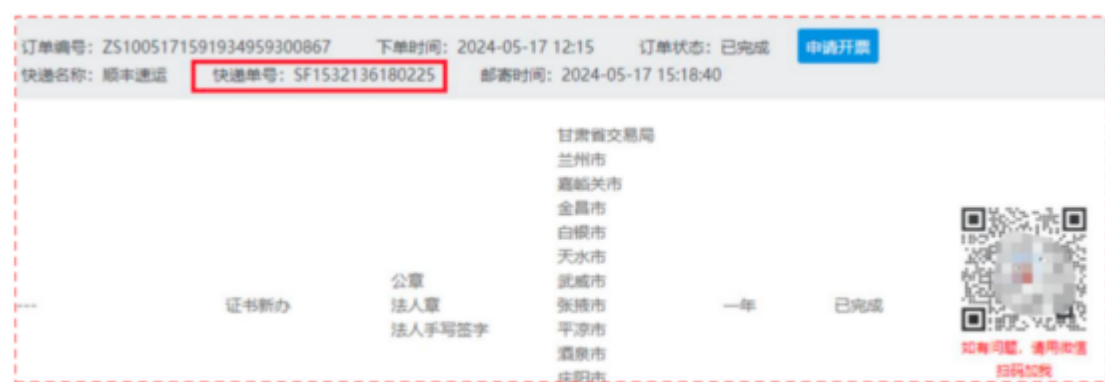 订单编号：ZS1005171591934959300867 下单时间：2024-05-17 12:15 订单状态：已完成 申请开票
快递名称：顺丰速运 快递单号：SF1532136180225 邮寄时间：2024-05-17 15:18:40
甘肃省交易局
兰州市
嘉峪关市
金昌市
白银市
天水市
公章 武威市
--- 证书新办 法人章 张掖市 一年 已完成
法人手写签字 平凉市
酒泉市
庆阳市
如有问题，请用微信
扫码加我